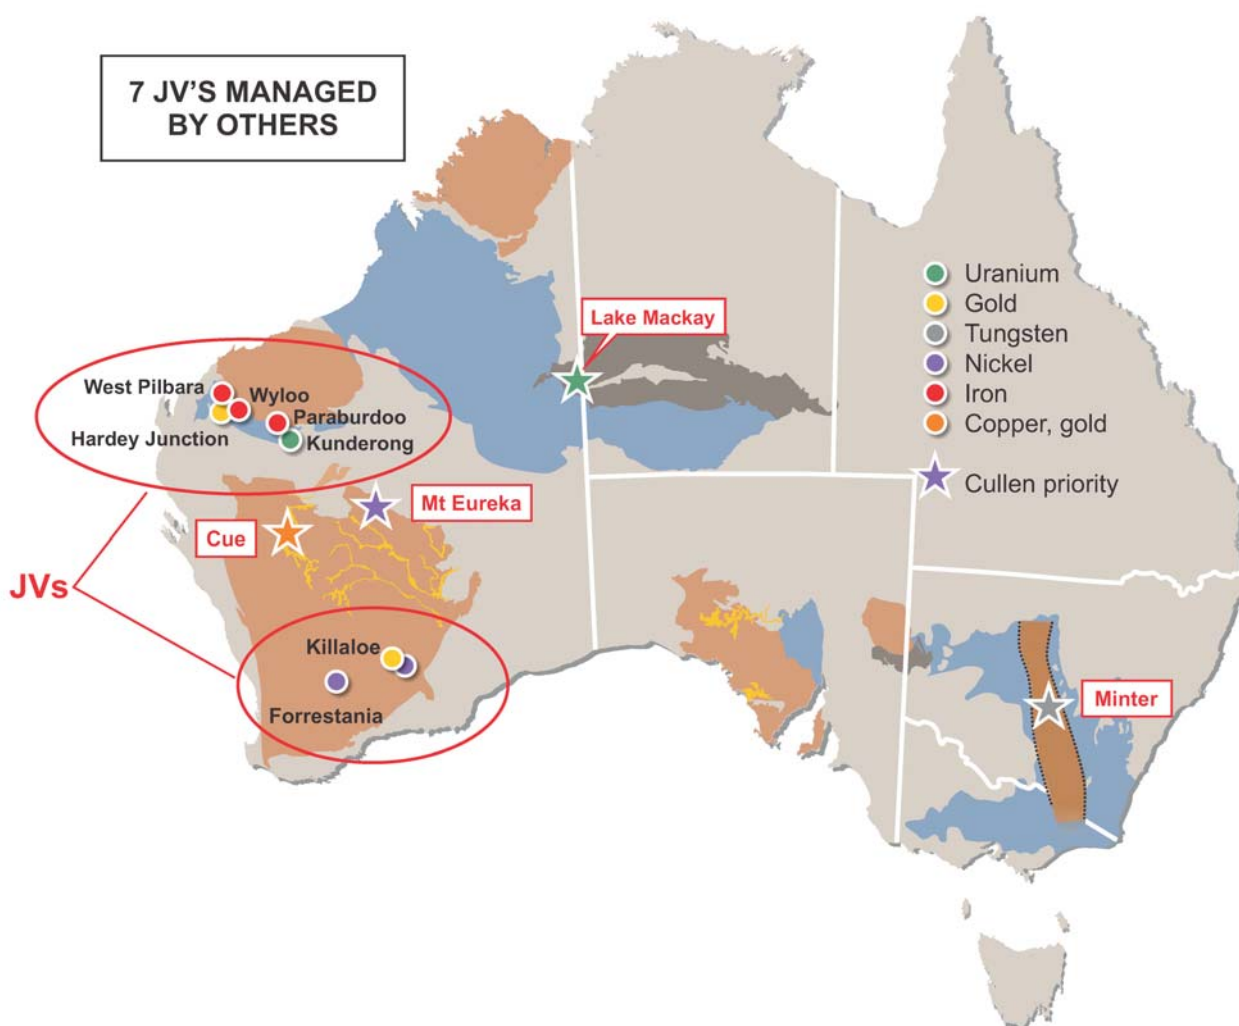 7 JV'S MANAGED
BY OTHERS
Lake Mackay
Uranium
Gold
Tungsten
Nickel
Iron
Copper, gold
Cullen priority
West Pilbara
Wyloo
Paraburdoo
Hardey Junction
Kunderong
Mt Eureka
Cue
JVs
Killaloe
Forrestania
Minter